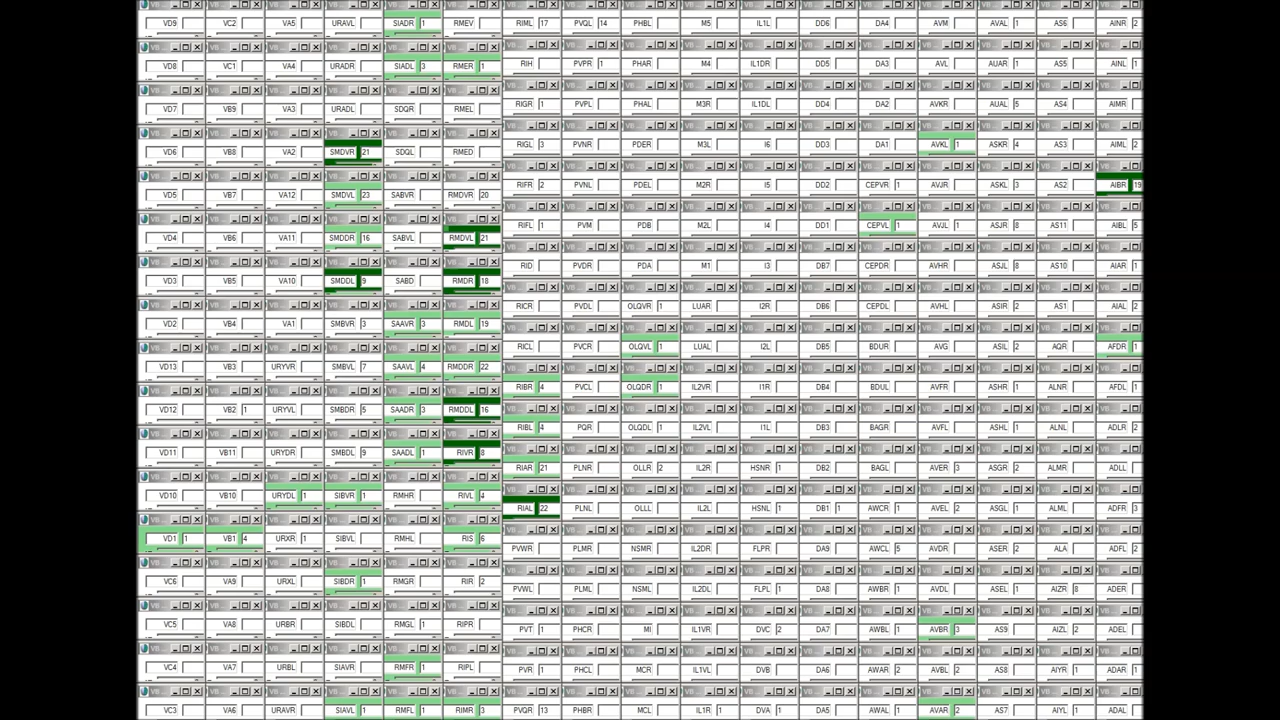 VD9 VC2 VA5 URAVL SIADR 1 RMEV RIML 17 PVQL 14 PHBL M5 IL1L DD6 DA4 AVM AVAL 1 AS6 AINR 2
VD8 VC1 VA4 URADR SIADL 3 RMER 1 RIH PVPR 1 PHAR M4 IL1DR DD5 DA3 AVL AUAR 1 AS5 AINL
VD7 VB9 VA3 URADL SDQR RMEL RIGR 1 PVPL PHAL M3R IL1DL DD4 DA2 AVKR AUAL 5 AS4 AIMR
VD6 VB8 VA2 SMDVR 21 SDQL RMED RIGL 3 PVNR PDER M3L I6 DD3 DA1 AVKL 1 ASKR 4 AS3 AIML 2
VD5 VB7 VA12 SMDVL 23 SABVR RMDVR 20 RIFR 2 PVNL PDEL M2R I5 DD2 CEPVR 1 AVJR ASKL 3 AS2 AIBR 19
VD4 VB6 VA11 SMDDR 16 SABVL RMDVL 21 RIFL 1 PVM PDB M2L I4 DD1 CEPVL 1 AVJL 1 ASJR 8 AS11 AIBL 5
VD3 VB5 VA10 SMDDL 9 SABD RMDR 18 RID PVDR PDA M1 I3 DB7 CEPDR AVHR ASJL 8 AS10 AIAR 1
VD2 VB4 VA1 SMBVR 3 SAAVR 3 RMDL 19 RICR PVDL OLQVR 1 LUAR I2R DB6 CEPDL AVHL ASIR 2 AS1 AIAL 2
VD13 VB3 URYVR SMBVL 7 SAAVL 4 RMDDR 22 RICL PVCR OLQVL 1 LUAL I2L DB5 BDUR AVG ASIL 2 AQR AFDR 1
VD12 VB2 1 URYVL SMBDR 5 SAADR 3 RMDDL 16 RIBR 4 PVCL OLQDR 1 IL2VR I1R DB4 BDUL AVFR ASHR 1 ALNR AFDL 1
VD11 VB11 URYDR SMBDL 9 SAADL 1 RIVR 8 RIBL 4 PQR OLQDL IL2VL I1L DB3 BAGR AVFL ASHL 1 ALNL ADLR 2
VD10 VB10 URYDL 1 SIBVR 1 RMHR RIVL 4 RIAR 21 PLNR OLLR 2 IL2R HSNR 1 DB2 BAGL AVER 3 ASGR 2 ALMR ADLL
VD1 1 VB1 4 URXR 1 SIBVL RMHL RIS 6 RIAL 22 PLNL OLLL IL2L HSNL DB1 1 AWCR AVEL 2 ASGL 1 ALML ADFR 3
VC6 VA9 URXL SIBDR 1 RMGR RIR 2 PVWR PLMR NSMR IL2DR FLPR DA9 AWCL 5 AVDR ASER 2 ALA ADFL 2
VC5 VA8 URBR SIBDL RMGL 1 RIPR PVWL PLML NSML IL2DL FLPL DA8 AWBR 1 AVDL ASEL 1 AIZR 8 ADER
VC4 VA7 URBL SIAVR RMFR 1 RIPL PVT 1 PHCR MI IL1VR DVC 2 DA7 AWBL 1 AVBR 3 AS9 AIZL 2 ADEL
VC3 VA6 URAVR SIAVL 1 RMFL 1 RIMR 3 PVR 1 PHCL MCR IL1VL DVB DA6 AWAR 2 AVBL 2 AS8 AIYR 1 ADAR 1
PVQR 13 PHBR MCL IL1R 1 DVA 1 DA5 AWAL 1 AVAR 2 AS7 AIYL 2 ADAL